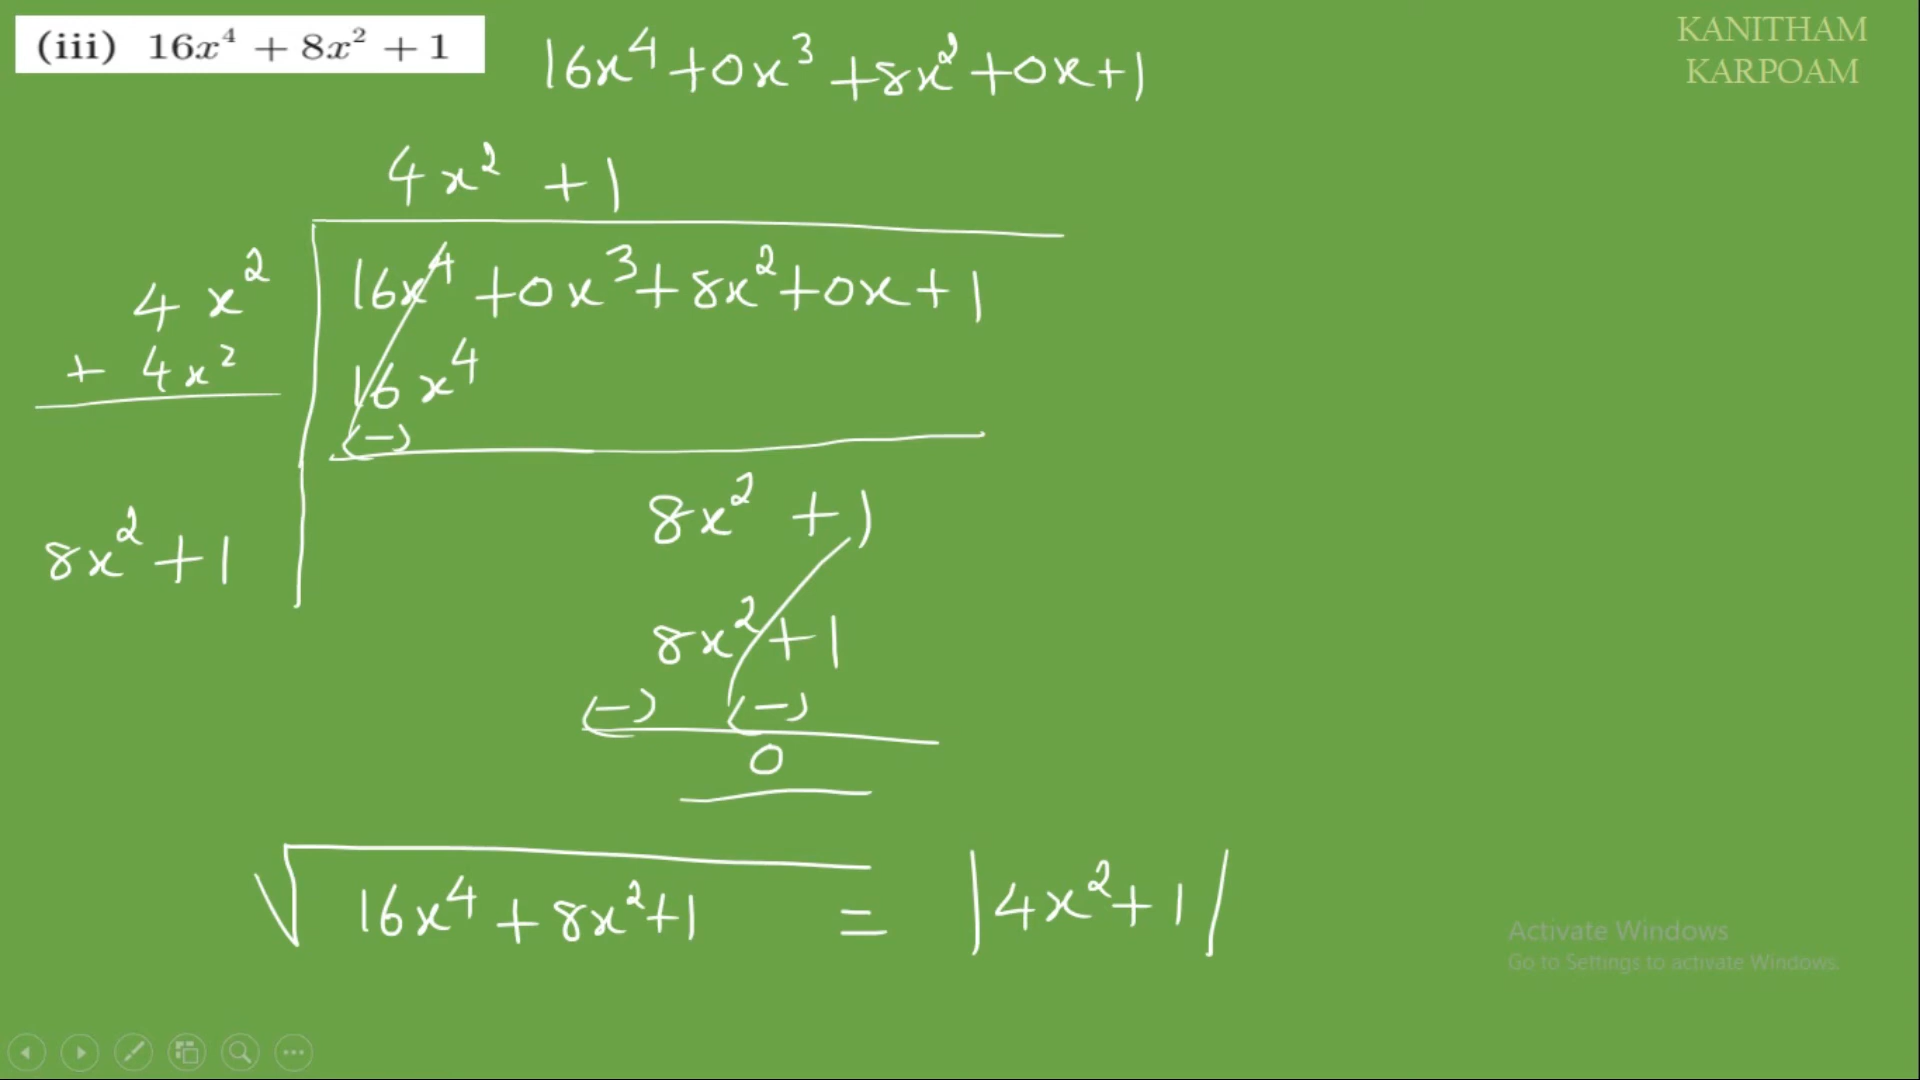 (iii) 16x⁴ + 8x² + 1
16x⁴ + 0x³ + 8x² + 0x + 1
KANITHAM
KARPOAM
4x² + 1
4x² 16x⁴ + 0x³ + 8x² + 0x + 1
+ 4x² 16x⁴
(−)
8x² + 1
8x² + 1
8x² + 1
(−) (−)
0
√16x⁴ + 8x² + 1 = |4x² + 1|
Activate Windows
Go to Settings to activate Windows.